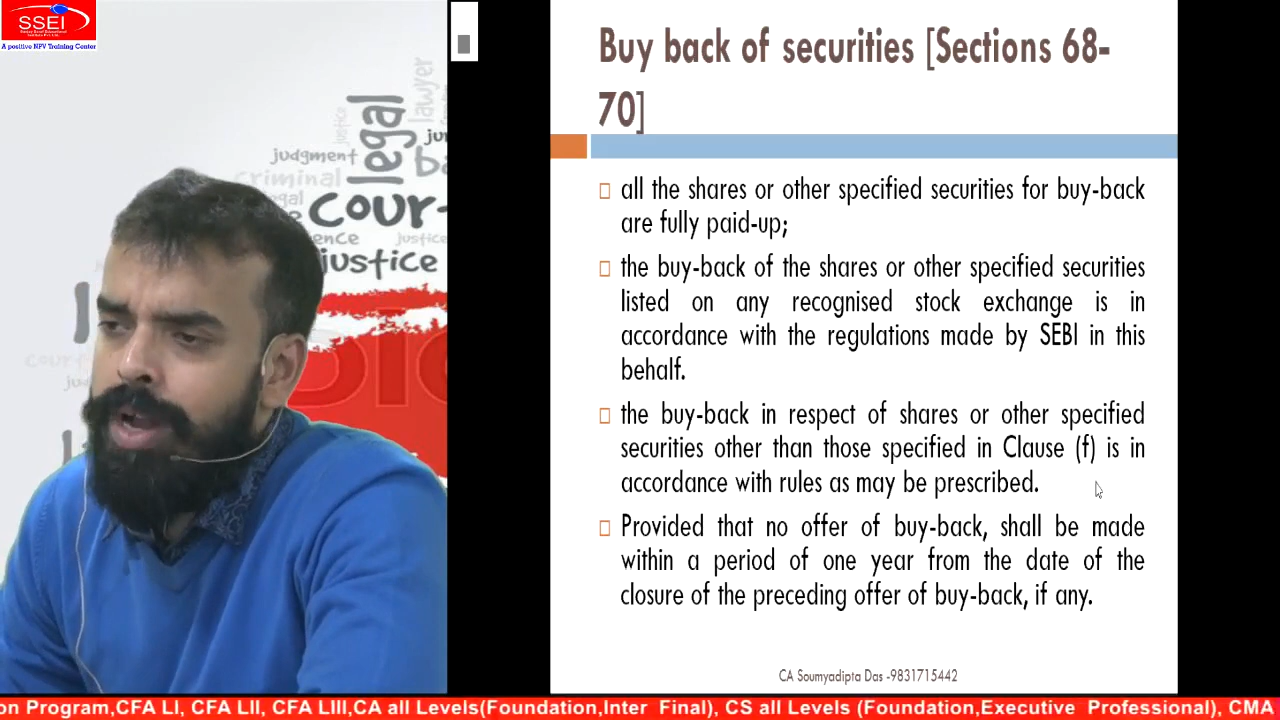 SSEI
A positive NPV Training Center
lawyer
legal
justice
judgment
criminal
cour
justice
justice
Buy back of securities [Sections 68-
70]
all the shares or other specified securities for buy-back
are fully paid-up;
the buy-back of the shares or other specified securities
listed on any recognised stock exchange is in
accordance with the regulations made by SEBI in this
behalf.
the buy-back in respect of shares or other specified
securities other than those specified in Clause (f) is in
accordance with rules as may be prescribed.
Provided that no offer of buy-back, shall be made
within a period of one year from the date of the
closure of the preceding offer of buy-back, if any.
CA Soumyadipta Das -9831715442
on Program,CFA LI, CFA LII, CFA LIII,CA all Levels(Foundation,Inter Final), CS all Levels (Foundation,Executive Professional), CMA